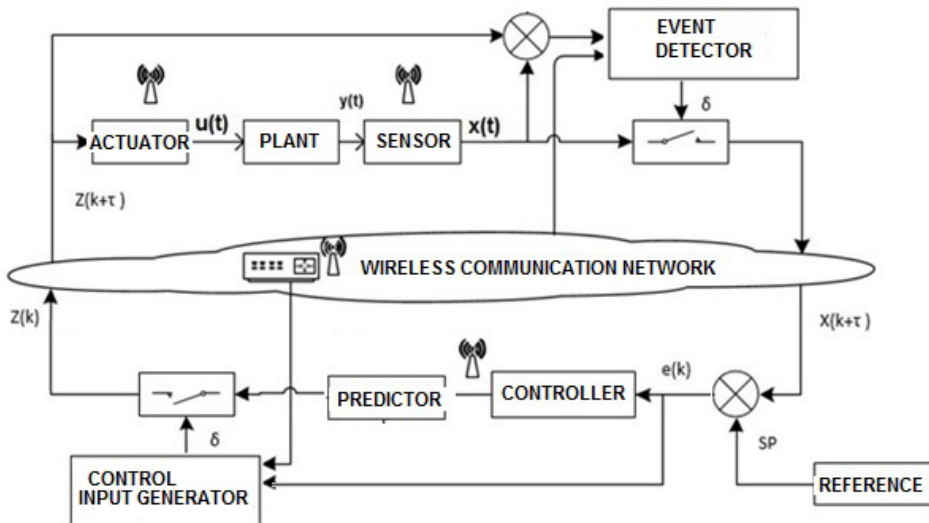 EVENT
DETECTOR
δ
y(t)
u(t)
x(t)
ACTUATOR
PLANT
SENSOR
Z(k+τ )
WIRELESS COMMUNICATION NETWORK
Z(k)
X(k+τ )
e(k)
PREDICTOR
CONTROLLER
SP
δ
CONTROL
INPUT GENERATOR
REFERENCE